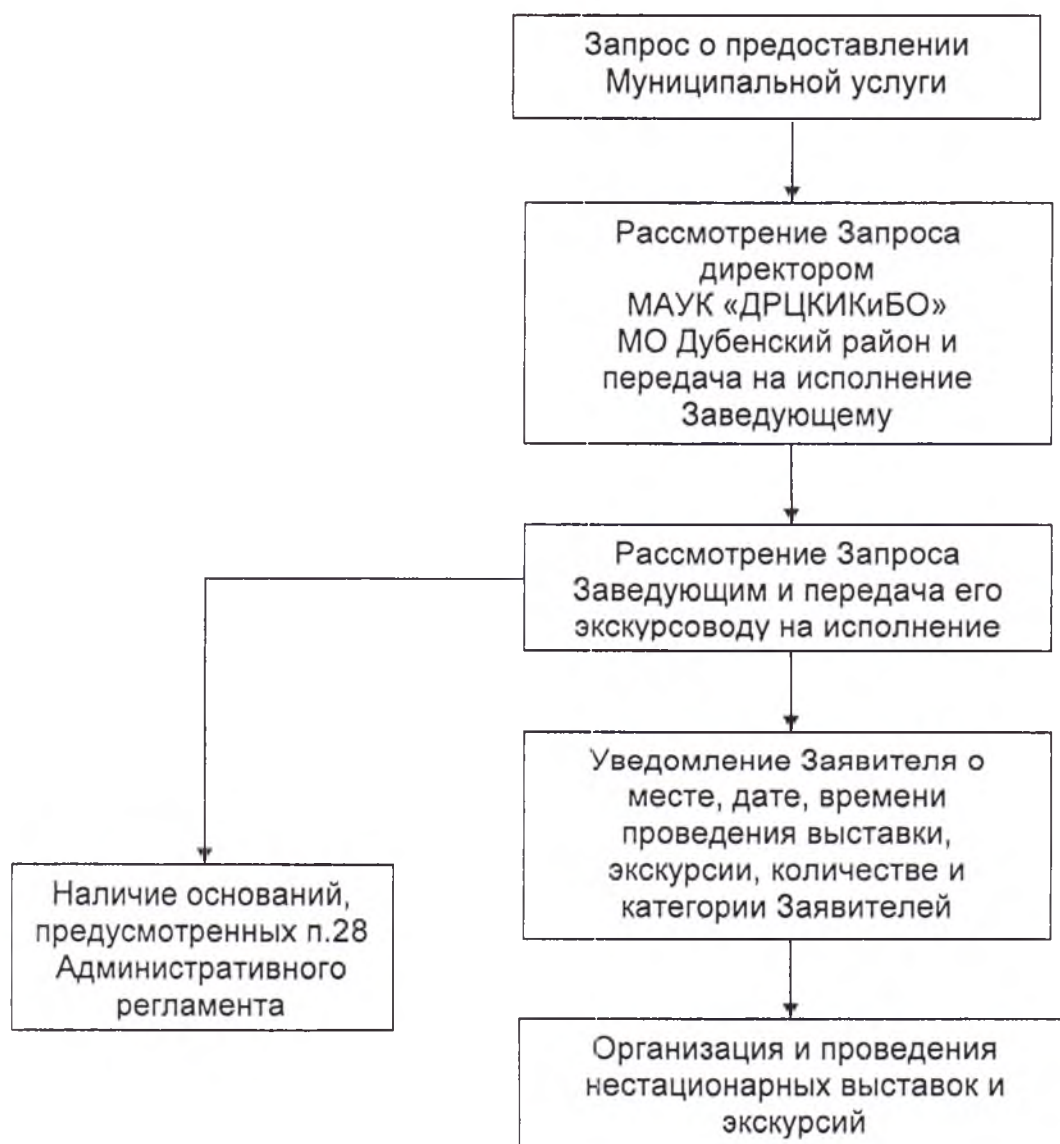 Запрос о предоставлении
Муниципальной услуги
Рассмотрение Запроса
директором
МАУК «ДРЦКИКиБО»
МО Дубенский район и
передача на исполнение
Заведующему
Рассмотрение Запроса
Заведующим и передача его
экскурсоводу на исполнение
Уведомление Заявителя о
месте, дате, времени
проведения выставки,
экскурсии, количестве и
категории Заявителей
Наличие оснований,
предусмотренных п.28
Административного
регламента
Организация и проведения
нестационарных выставок и
экскурсий